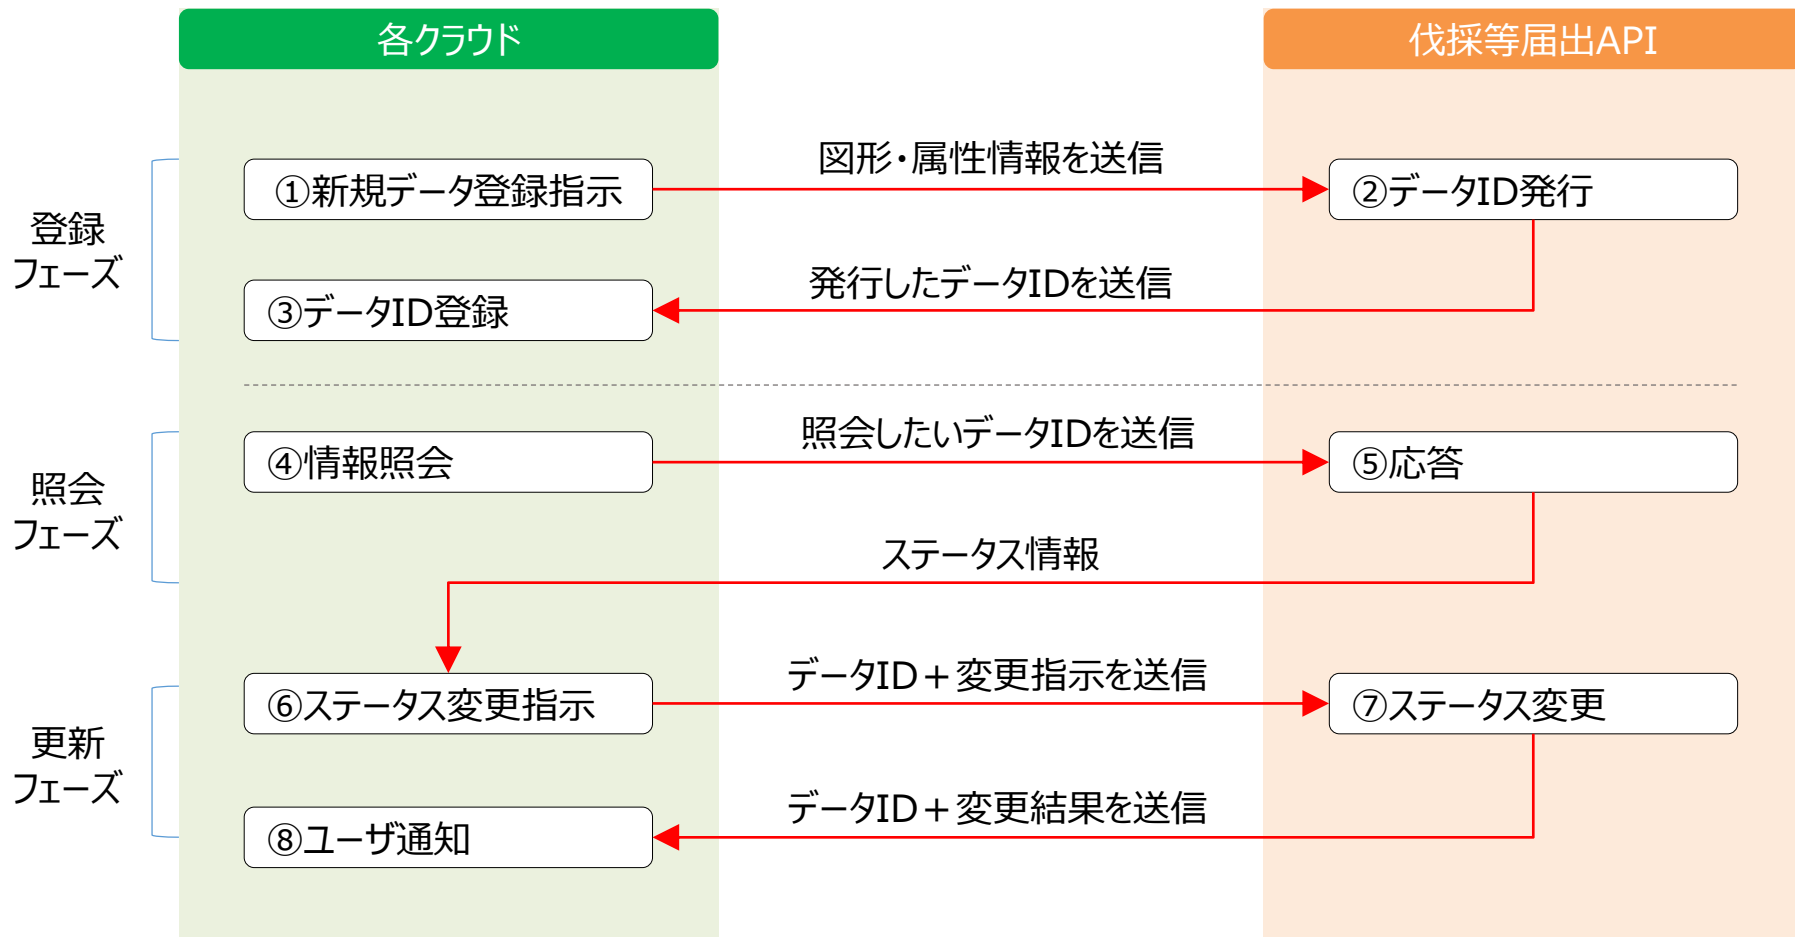 各クラウド
伐採等届出API
登録
フェーズ
図形・属性情報を送信
①新規データ登録指示
②データID発行
発行したデータIDを送信
③データID登録
照会
フェーズ
照会したいデータIDを送信
④情報照会
⑤応答
ステータス情報
更新
フェーズ
データID＋変更指示を送信
⑥ステータス変更指示
⑦ステータス変更
データID＋変更結果を送信
⑧ユーザ通知